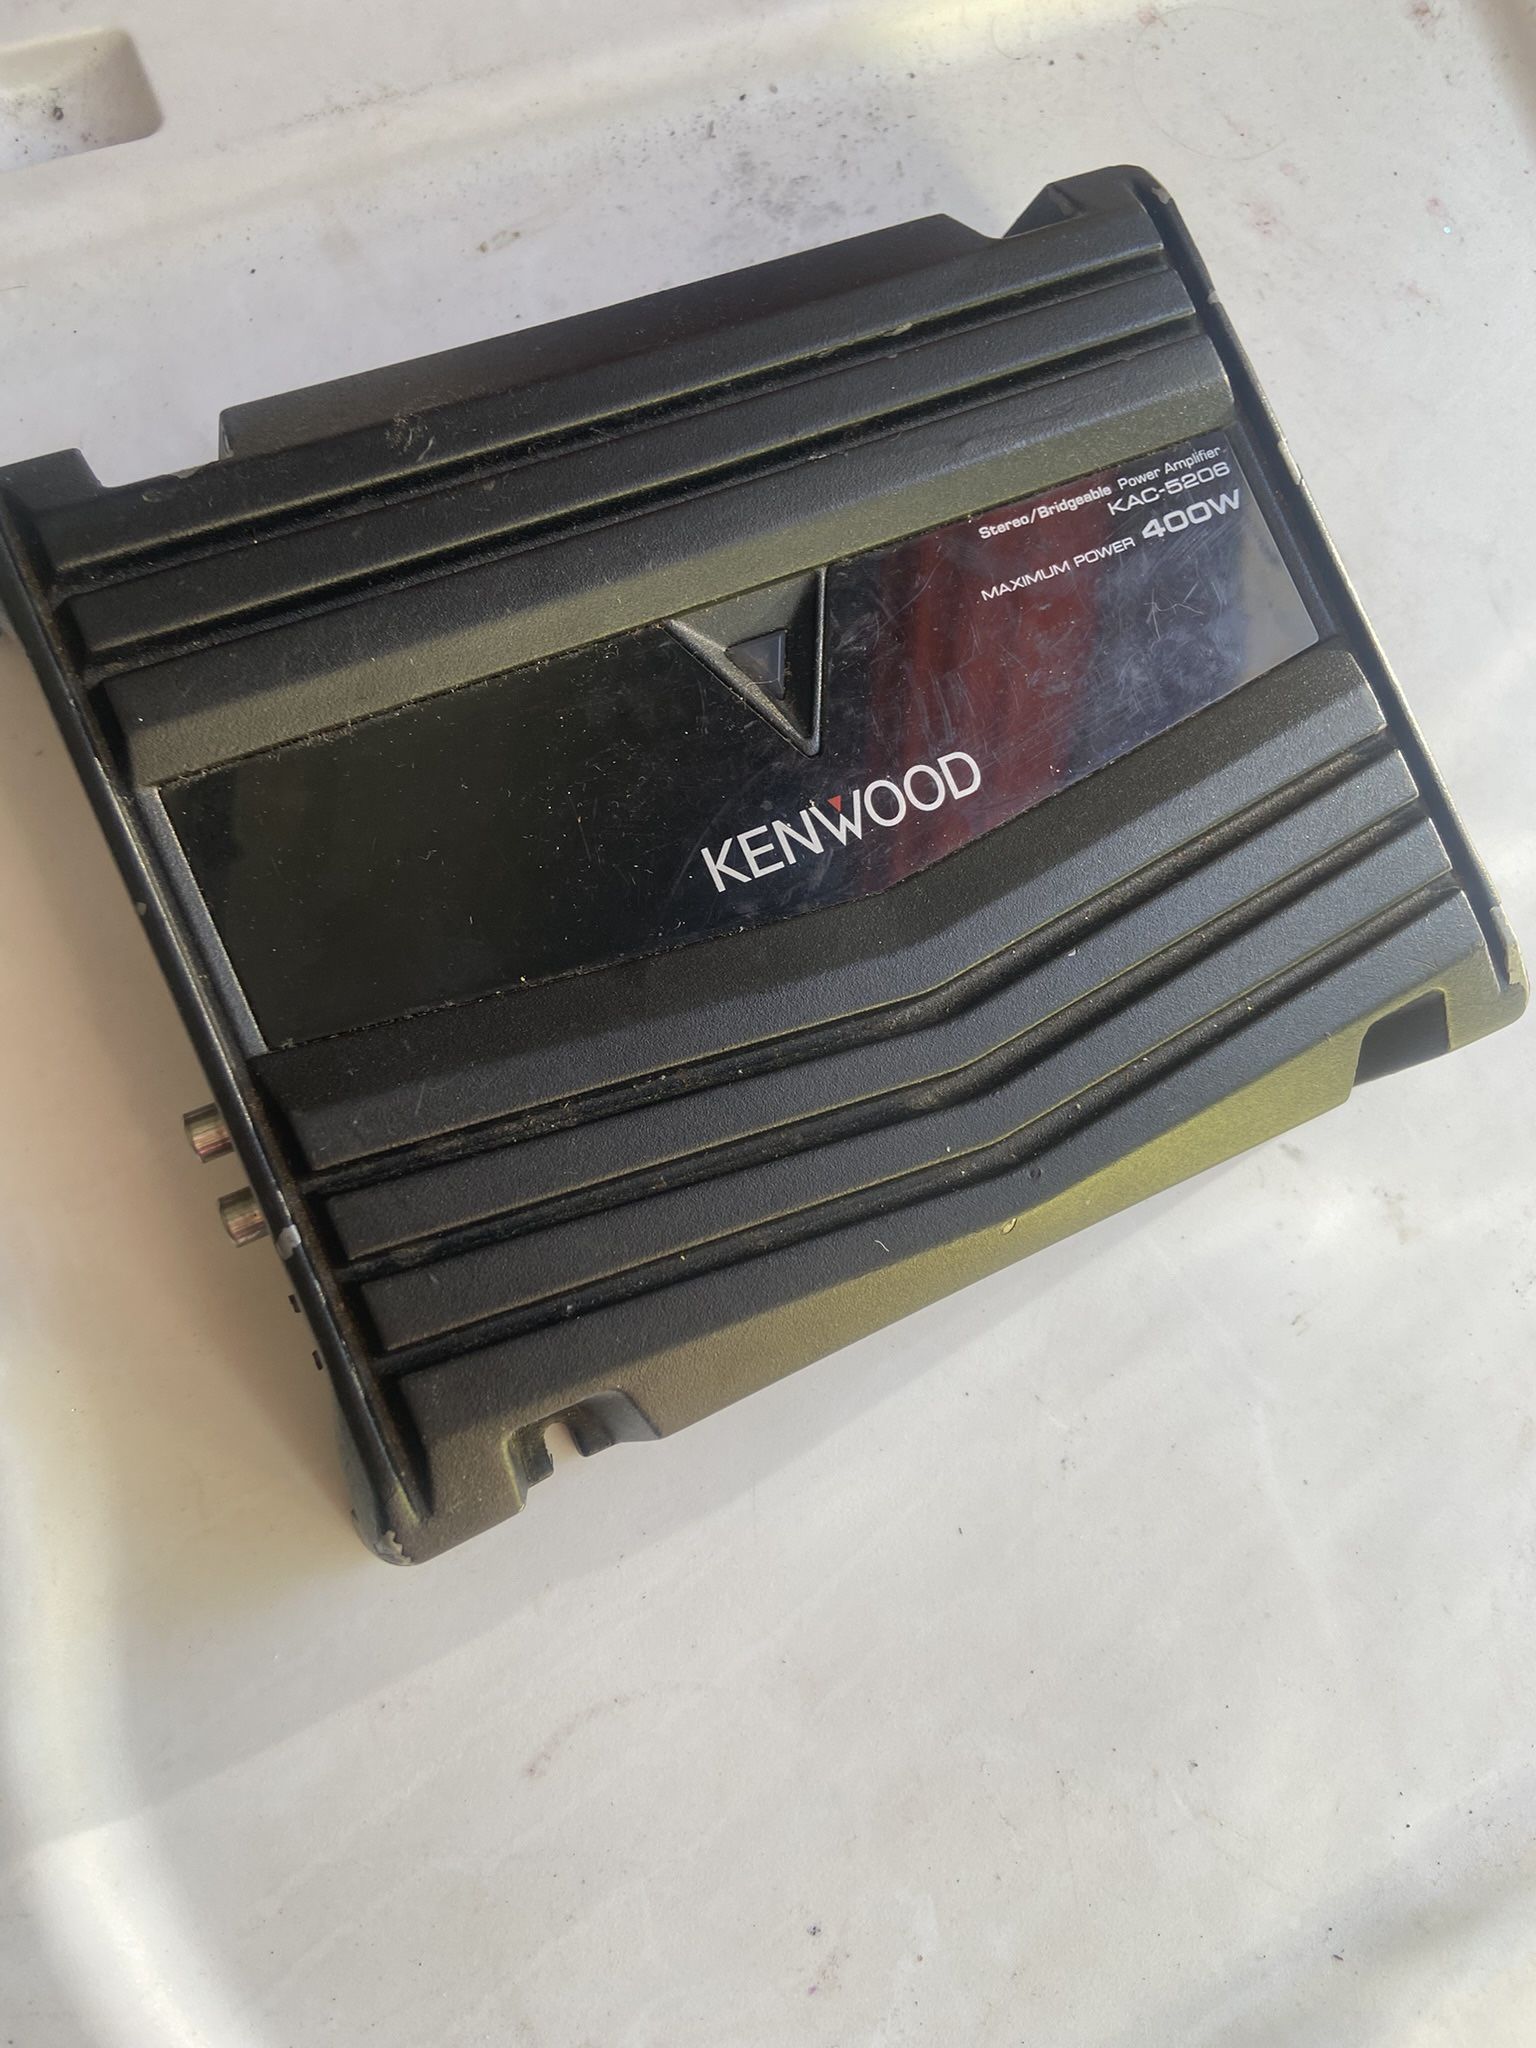 Stereo/Bridgeable Power Amplifier
KAC-5206
MAXIMUM POWER 400W
KENWOOD